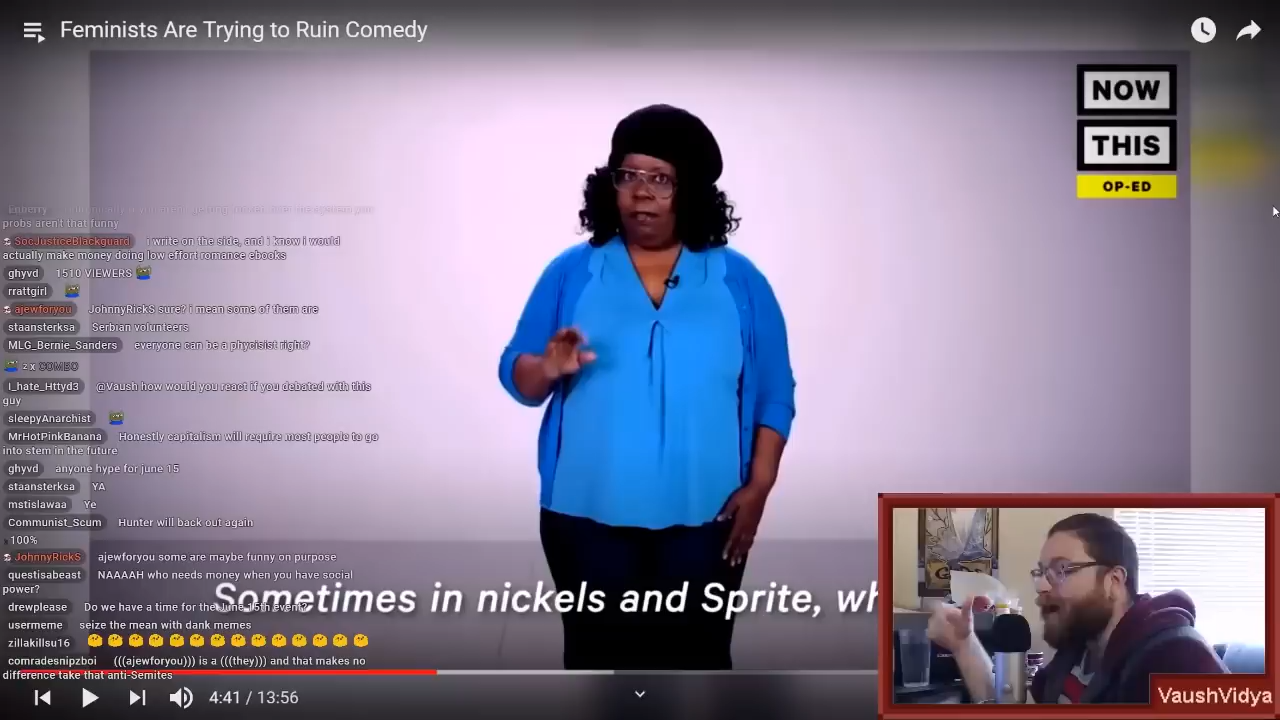 Feminists Are Trying to Ruin Comedy
NOW
THIS
OP-ED
probs aren't that funny
SocJusticeBlackguard i write on the side, and i know i would
actually make money doing low effort romance ebooks
ghyvd 1510 VIEWERS
rrattgirl
ajewforyou JohnnyRickS sure? i mean some of them are
staansterksa Serbian volunteers
MLG_Bernie_Sanders everyone can be a phycisist right?
2 x COMBO
I_hate_Httyd3 @Vaush how would you react if you debated with this
guy
sleepyAnarchist
MrHotPinkBanana Honestly capitalism will require most people to go
into stem in the future
ghyvd anyone hype for june 15
staansterksa YA
mstislawaa Ye
Communist_Scum Hunter will back out again
100%
JohnnyRickS ajewforyou some are maybe funny on purpose
questisabeast NAAAAH who needs money when you have social
power?
drewplease Do we have a time for the June 15th event?
usermeme seize the mean with dank memes
zillakillsu16
comradesnipzboi (((ajewforyou))) is a (((they))) and that makes no
difference take that anti-Semites
Sometimes in nickels and Sprite, wh
4:41 / 13:56
VaushVidya